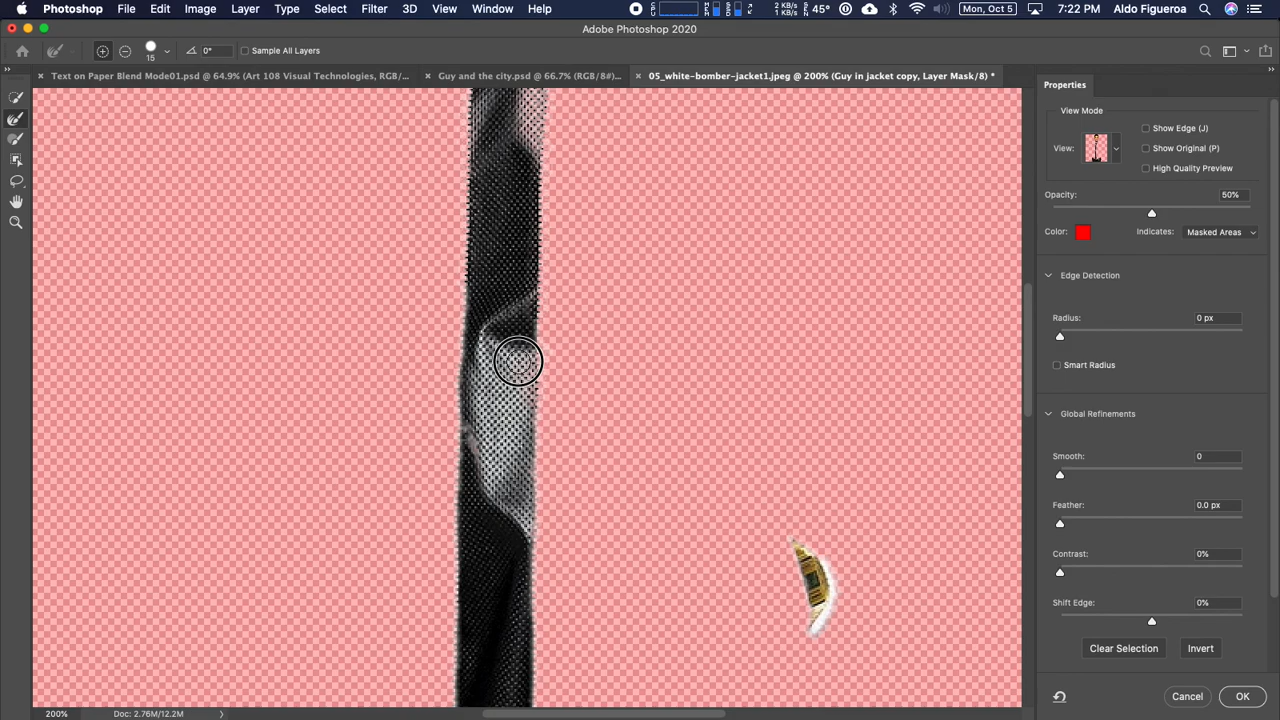 Photoshop File Edit Image Layer Type Select Filter 3D View Window Help 2 KB/s 4 KB/s 45° Mon, Oct 5 7:22 PM Aldo Figueroa
Adobe Photoshop 2020
15 0° Sample All Layers
Text on Paper Blend Mode01.psd @ 64.9% (Art 108 Visual Technologies, RGB/... Guy and the city.psd @ 66.7% (RGB/8#)... 05_white-bomber-jacket1.jpeg @ 200% (Guy in jacket copy, Layer Mask/8) *
Properties
View Mode
Show Edge (J)
View: Show Original (P)
High Quality Preview
Opacity: 50%
Color: Indicates: Masked Areas
Edge Detection
Radius: 0 px
Smart Radius
Global Refinements
Smooth: 0
Feather: 0.0 px
Contrast: 0%
Shift Edge: 0%
Clear Selection Invert
Cancel OK
200% Doc: 2.76M/12.2M